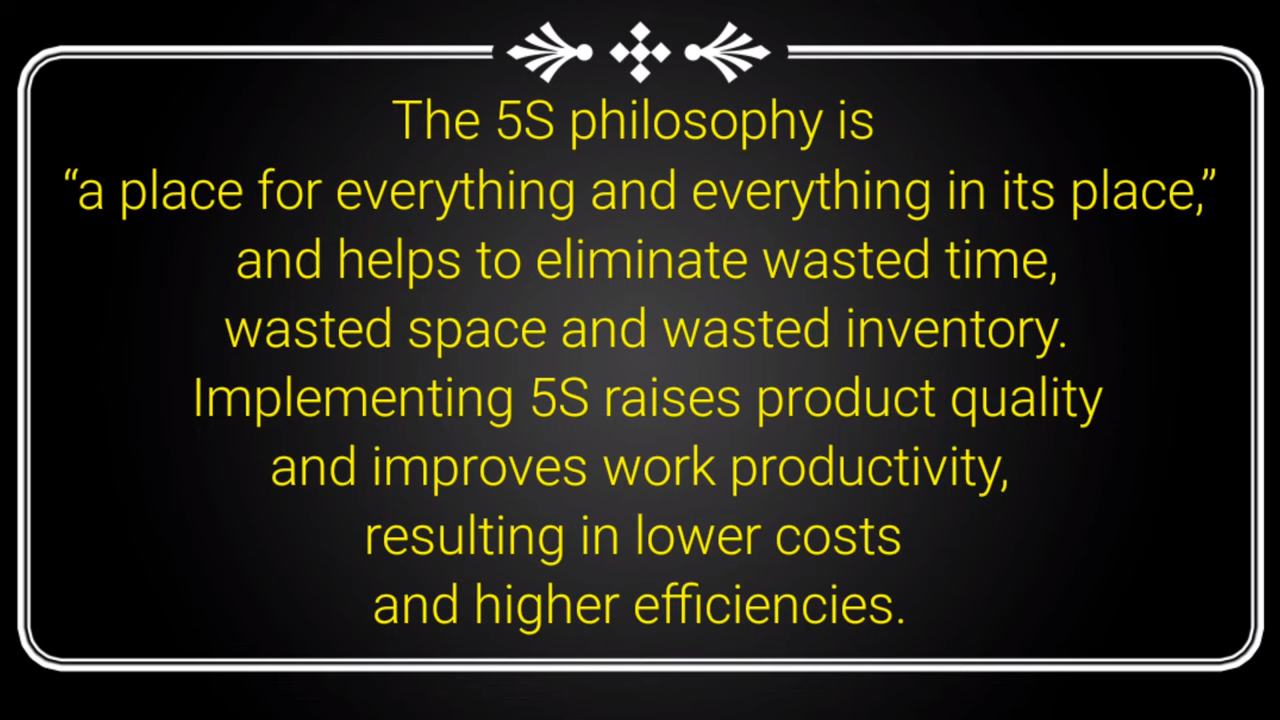 The 5S philosophy is
“a place for everything and everything in its place,”
and helps to eliminate wasted time,
wasted space and wasted inventory.
Implementing 5S raises product quality
and improves work productivity,
resulting in lower costs
and higher efficiencies.